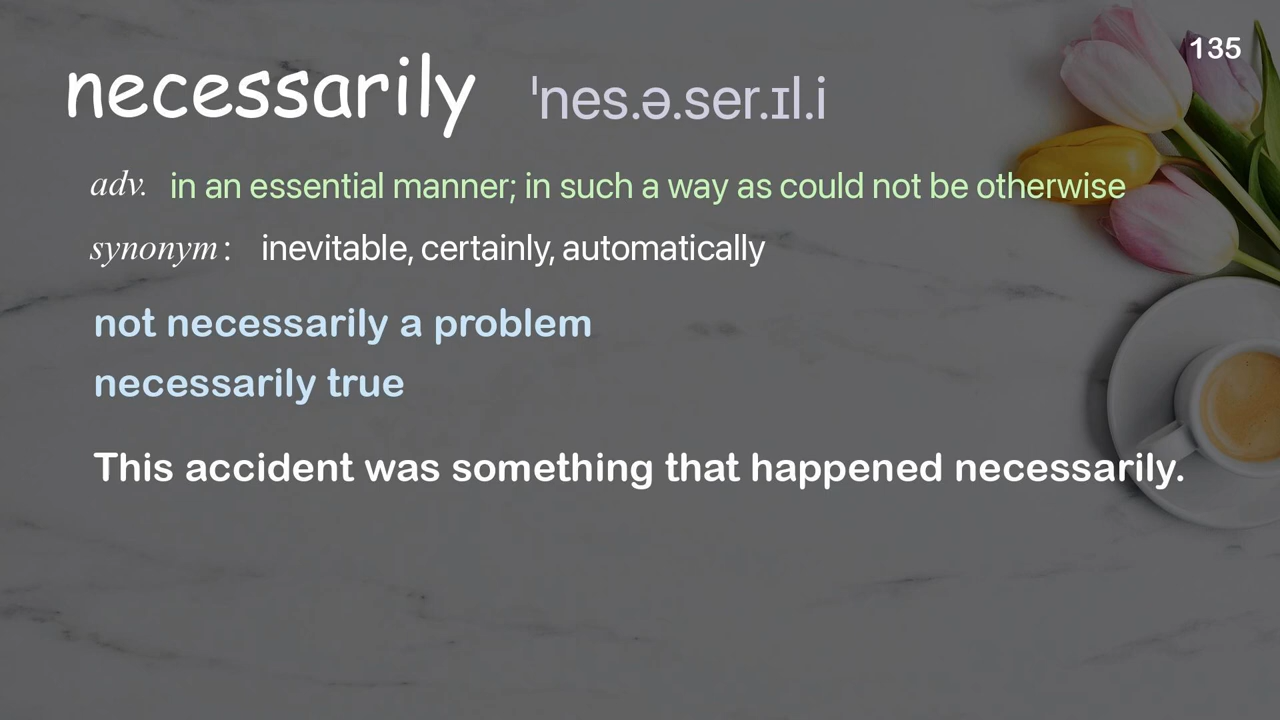 135
necessarily ˈnes.ə.ser.ɪl.i
adv. in an essential manner; in such a way as could not be otherwise
synonym: inevitable, certainly, automatically
not necessarily a problem
necessarily true
This accident was something that happened necessarily.